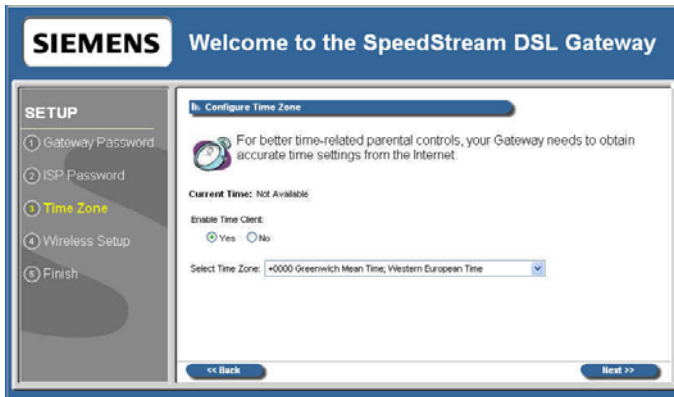 SIEMENS
Welcome to the SpeedStream DSL Gateway
SETUP
1 Gateway Password
2 ISP Password
3 Time Zone
4 Wireless Setup
5 Finish
Configure Time Zone
For better time-related parental controls, your Gateway needs to obtain
accurate time settings from the Internet.
Current Time: Not Available
Enable Time Client:
Yes No
Select Time Zone: +0000 Greenwich Mean Time; Western European Time
<< Back
Next >>